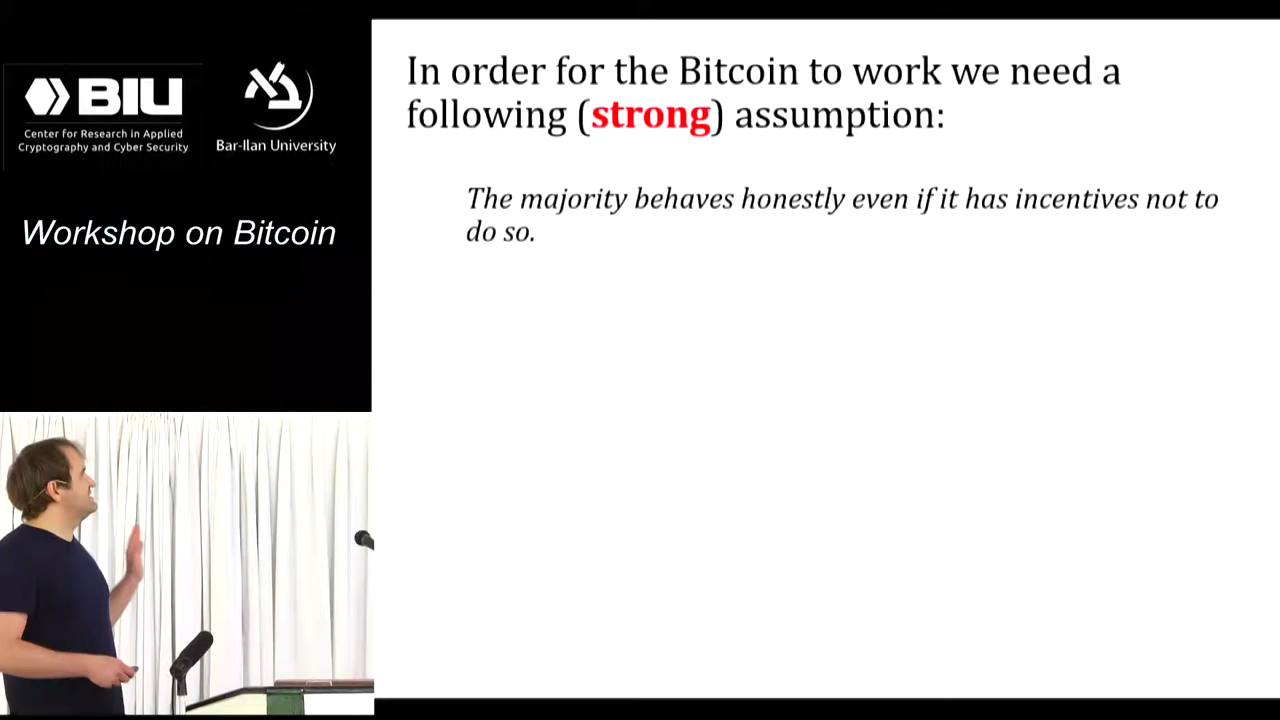 BIU
Center for Research in Applied
Cryptography and Cyber Security
Bar-Ilan University
Workshop on Bitcoin
In order for the Bitcoin to work we need a
following (strong) assumption:
The majority behaves honestly even if it has incentives not to
do so.